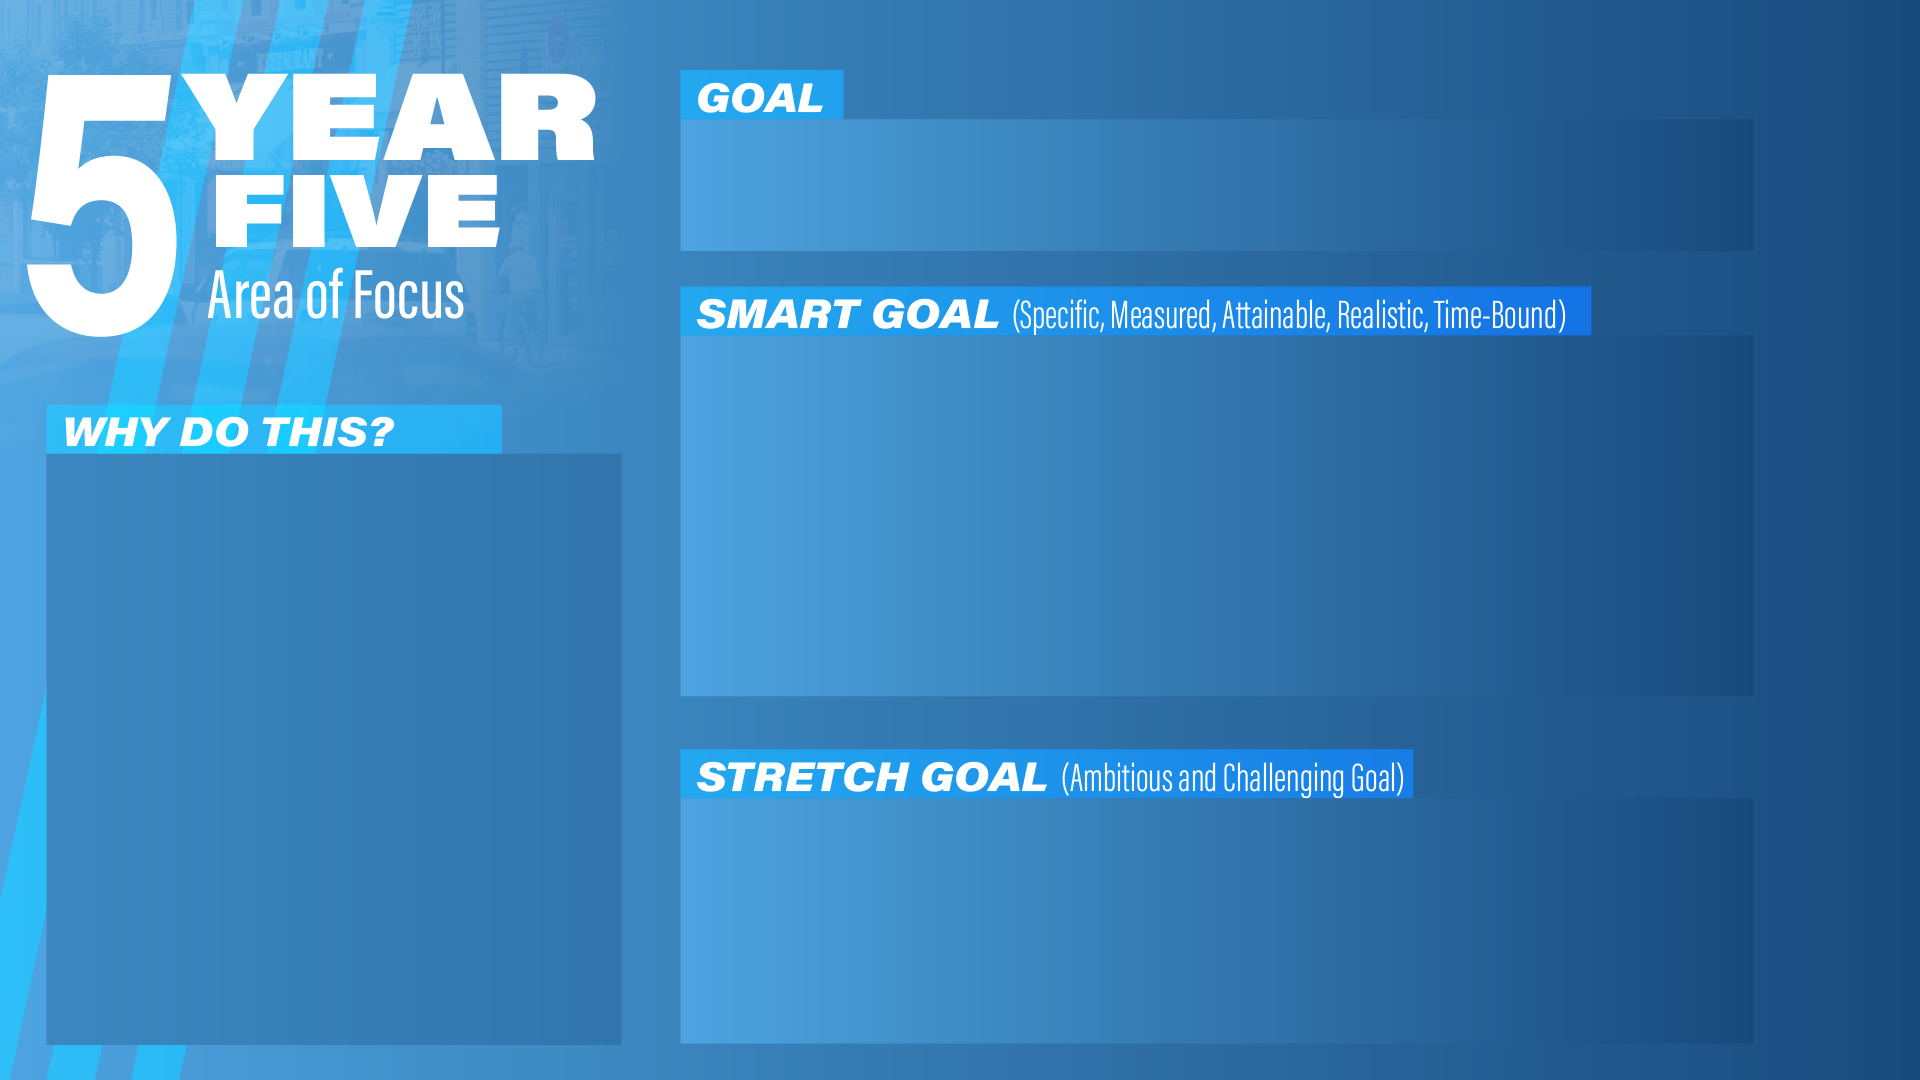 5 YEAR
FIVE
Area of Focus
WHY DO THIS?
GOAL
SMART GOAL (Specific, Measured, Attainable, Realistic, Time-Bound)
STRETCH GOAL (Ambitious and Challenging Goal)